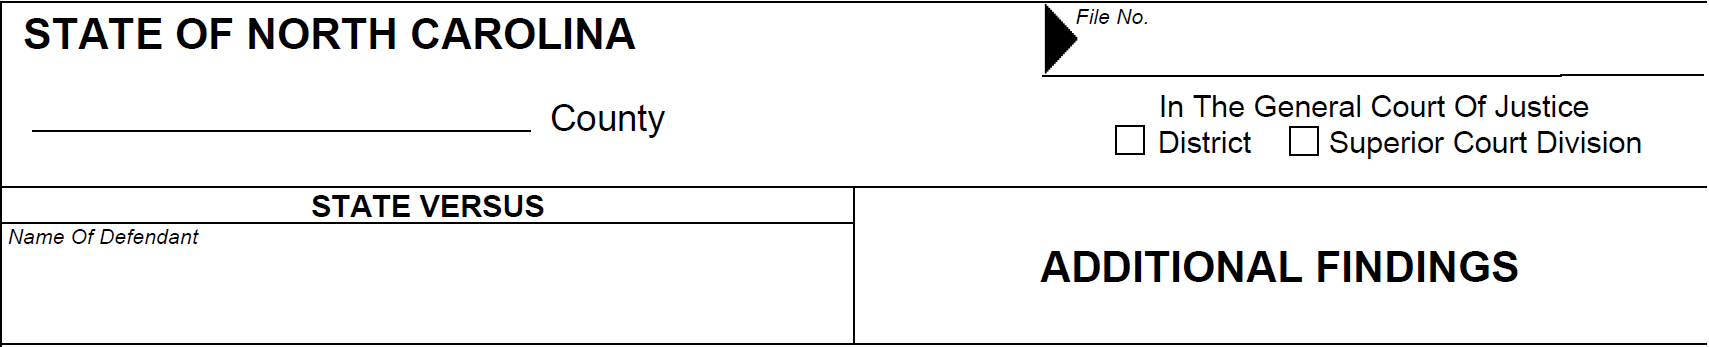 STATE OF NORTH CAROLINA
File No.
County
In The General Court Of Justice
District Superior Court Division
STATE VERSUS
Name Of Defendant
ADDITIONAL FINDINGS